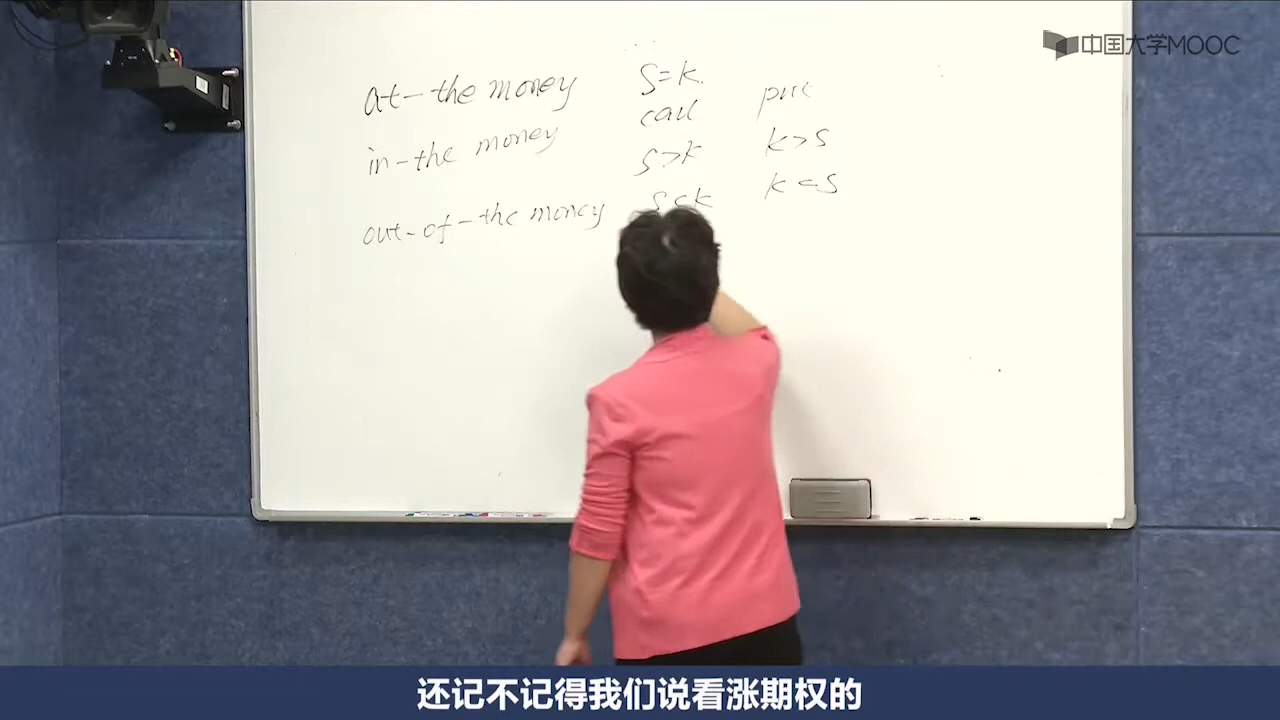 中国大学MOOC
at-the money S=K.
call put
in-the money S>K K>S
out-of-the money S<K K<S
还记不记得我们说看涨期权的